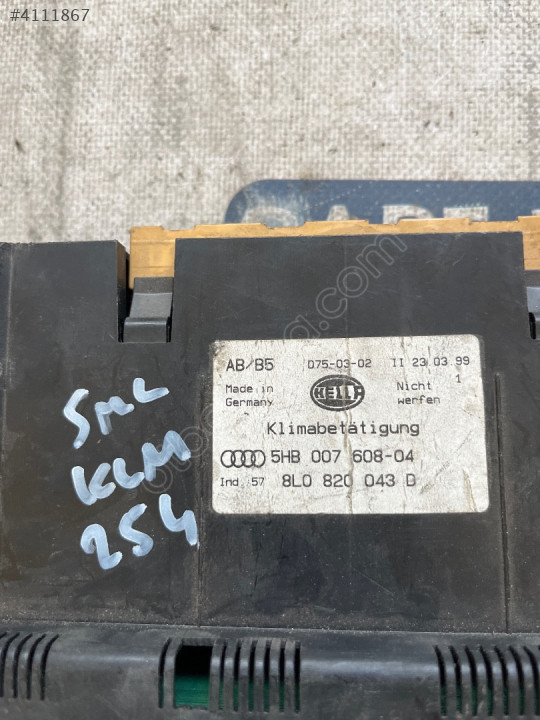 #4111867
AB/B5 D75-03-02 II 23.03.99
Made in Germany HELLA Nicht werfen 1
Klimabetätigung
5HB 007 608-04
Ind. 57 8L0 820 043 D
SML
KLM
254